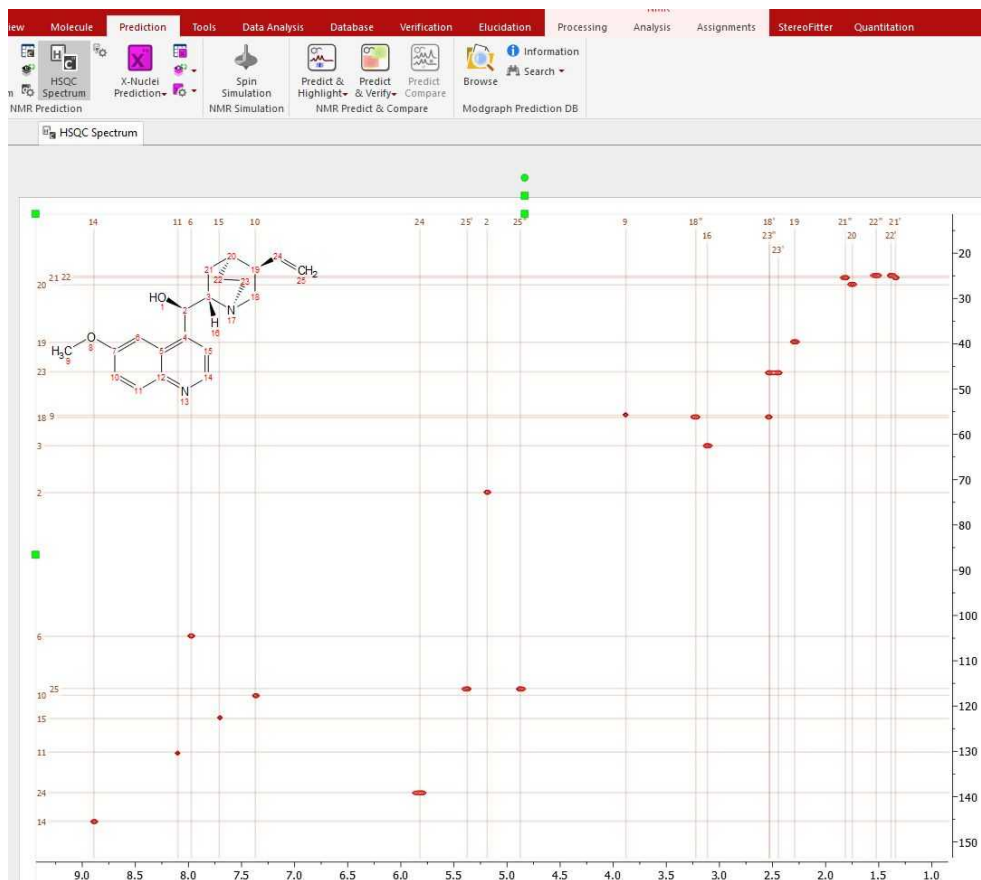 Molecule Prediction Tools Data Analysis Database Verification Elucidation Processing Analysis Assignments StereoFitter Quantitation
HSQC Spectrum
X-Nuclei Prediction
Spin Simulation
Predict & Highlight
Predict & Verify
Predict Compare
Browse
Information
Search
NMR Prediction
NMR Simulation
NMR Predict & Compare
Modgraph Prediction DB
HSQC Spectrum
14 11 6 15 10 24 25' 2 25" 9 18" 18' 19 21" 22" 21'
16 23" 20 22'
23'
21 22
20
19
23
18 9
3
2
6
25
10
15
11
24
14
20
24
21
19
CH2
25
22
23
HO
1
3
18
2
N
17
H
16
O
8
H3C
9
7
6
5
4
15
10
12
14
11
N
13
20
30
40
50
60
70
80
90
100
110
120
130
140
150
9.0 8.5 8.0 7.5 7.0 6.5 6.0 5.5 5.0 4.5 4.0 3.5 3.0 2.5 2.0 1.5 1.0